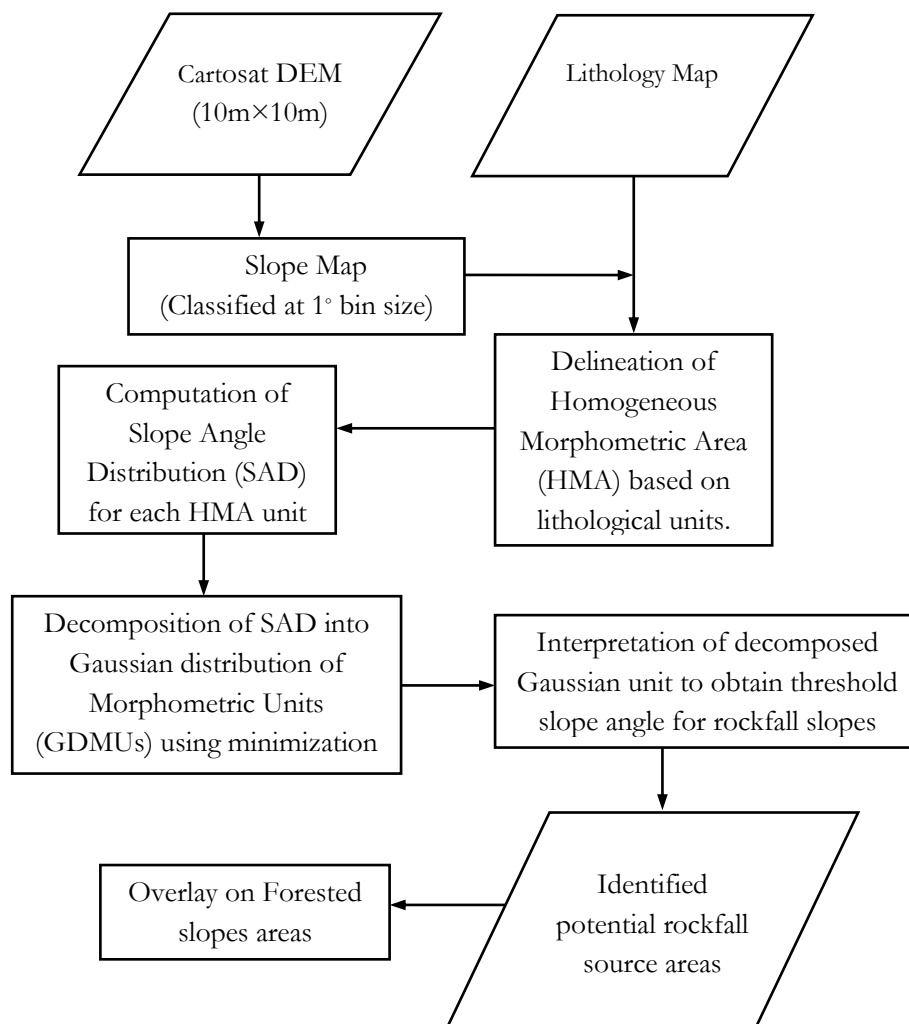 Cartosat DEM
(10m×10m)
Lithology Map
Slope Map
(Classified at 1° bin size)
Delineation of
Homogeneous
Morphometric Area
(HMA) based on
lithological units.
Computation of
Slope Angle
Distribution (SAD)
for each HMA unit
Decomposition of SAD into
Gaussian distribution of
Morphometric Units
(GDMUs) using minimization
Interpretation of decomposed
Gaussian unit to obtain threshold
slope angle for rockfall slopes
Identified
potential rockfall
source areas
Overlay on Forested
slopes areas